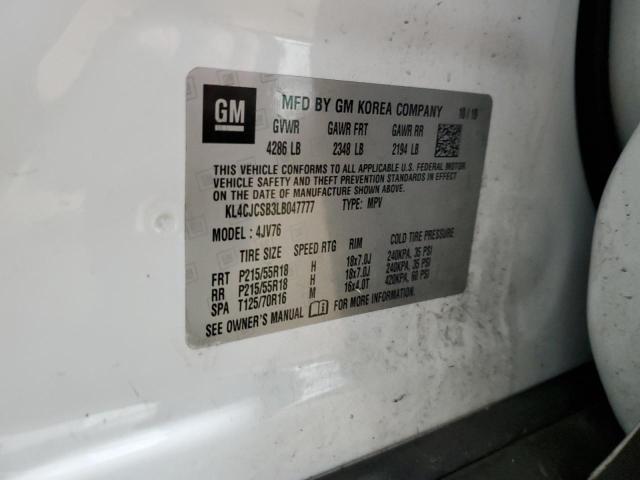 GM MFD BY GM KOREA COMPANY 10/19
GVWR GAWR FRT GAWR RR
4286 LB 2348 LB 2194 LB
THIS VEHICLE CONFORMS TO ALL APPLICABLE U.S. FEDERAL MOTOR
VEHICLE SAFETY AND THEFT PREVENTION STANDARDS IN EFFECT
ON THE DATE OF MANUFACTURE SHOWN ABOVE.
KL4CJCSB3LB047777 TYPE: MPV
MODEL: 4JV76
TIRE SIZE SPEED RTG RIM COLD TIRE PRESSURE
FRT P215/55R18 H 18x7.0J 240KPA, 35 PSI
RR P215/55R18 H 18x7.0J 240KPA, 35 PSI
SPA T125/70R16 M 16x4.0T 420KPA, 60 PSI
SEE OWNER'S MANUAL FOR MORE INFORMATION.